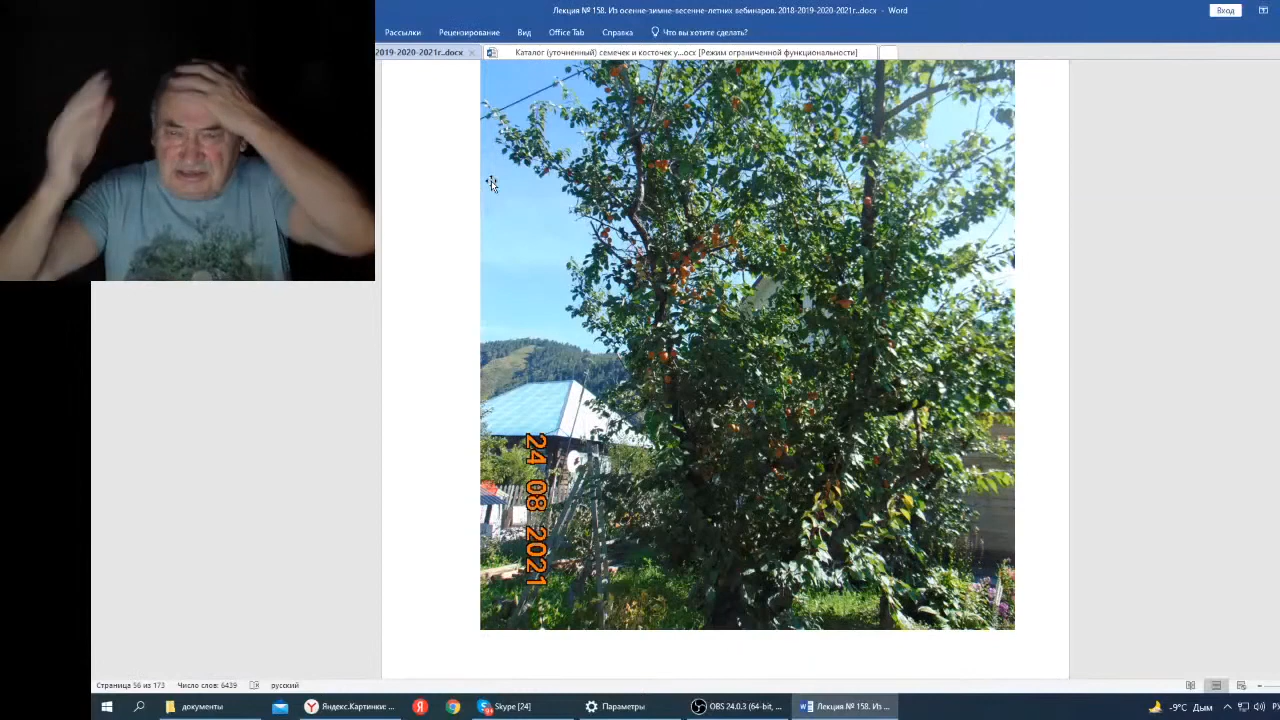 Лекция № 158. Из осенне-зимне-весенне-летних вебинаров. 2018-2019-2020-2021г..docx - Word
Вход
Рассылки Рецензирование Вид Office Tab Справка Что вы хотите сделать?
2019-2020-2021г..docx
Каталог (уточненный) семечек и косточек у...ocx [Режим ограниченной функциональности]
24 08 2021
Страница 56 из 173 Число слов: 6439 русский
документы
Яндекс.Картинки: ...
Skype [24]
Параметры
OBS 24.0.3 (64-bit, ...
Лекция № 158. Из ...
-9°C Дым